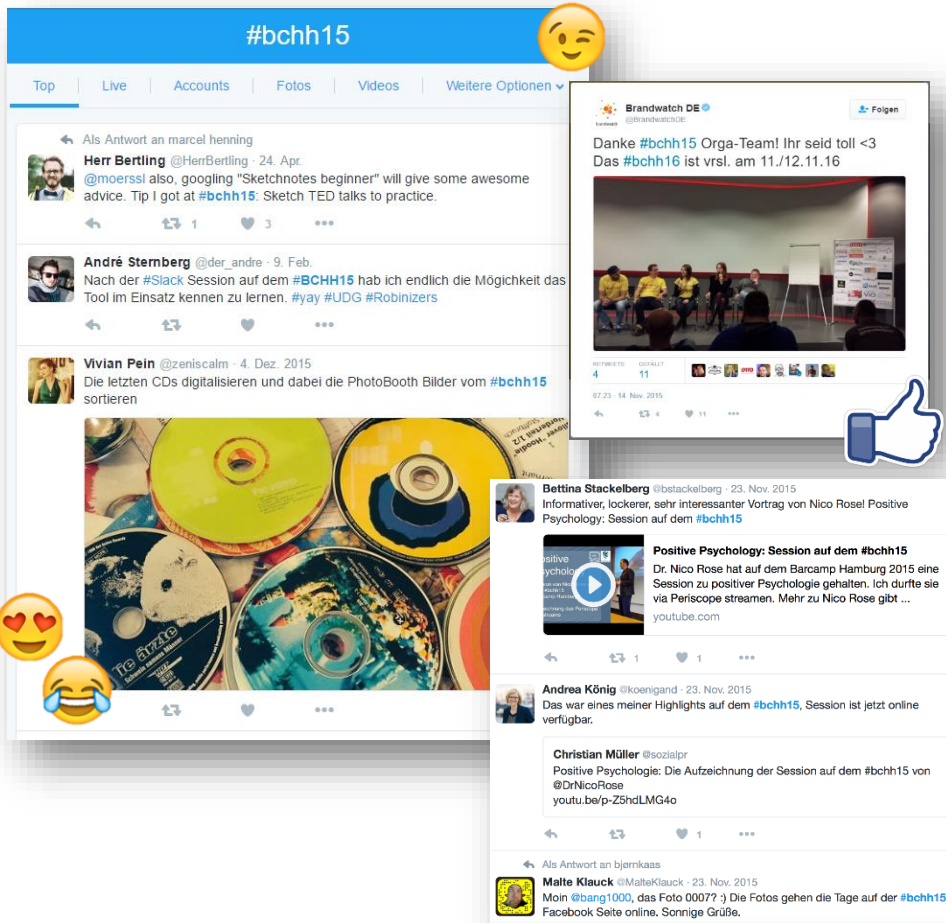 #bchh15
Top
Live
Accounts
Fotos
Videos
Weitere Optionen
Als Antwort an marcel henning
Herr Bertling @HerrBertling · 24. Apr.
@moerssl also, googling "Sketchnotes beginner" will give some awesome
advice. Tip I got at #bchh15: Sketch TED talks to practice.
1
3
André Sternberg @der_andre · 9. Feb.
Nach der #Slack Session auf dem #BCHH15 hab ich endlich die Mögichkeit das
Tool im Einsatz kennen zu lernen. #yay #UDG #Robinizers
Vivian Pein @zeniscalm · 4. Dez. 2015
Die letzten CDs digitalisieren und dabei die PhotoBooth Bilder vom #bchh15
sortieren
Die ärzte
Brandwatch DE
@BrandwatchDE
Folgen
Danke #bchh15 Orga-Team! Ihr seid toll <3
Das #bchh16 ist vrsl. am 11./12.11.16
RETWEETS
GEFÄLLT
4
11
07:23 - 14. Nov. 2015
4
11
Bettina Stackelberg @bstackelberg · 23. Nov. 2015
Informativer, lockerer, sehr interessanter Vortrag von Nico Rose! Positive
Psychology: Session auf dem #bchh15
Positive Psychology: Session auf dem #bchh15
Dr. Nico Rose hat auf dem Barcamp Hamburg 2015 eine
Session zu positiver Psychologie gehalten. Ich durfte sie
via Periscope streamen. Mehr zu Nico Rose gibt ...
youtube.com
1
1
Andrea König @koenigand · 23. Nov. 2015
Das war eines meiner Highlights auf dem #bchh15, Session ist jetzt online
verfügbar.
Christian Müller @sozialpr
Positive Psychologie: Die Aufzeichnung der Session auf dem #bchh15 von
@DrNicoRose
youtu.be/p-Z5hdLMG4o
1
Als Antwort an bjørnkaas
Malte Klauck @MalteKlauck · 23. Nov. 2015
Moin @bang1000, das Foto 0007? :) Die Fotos gehen die Tage auf der #bchh15
Facebook Seite online. Sonnige Grüße.